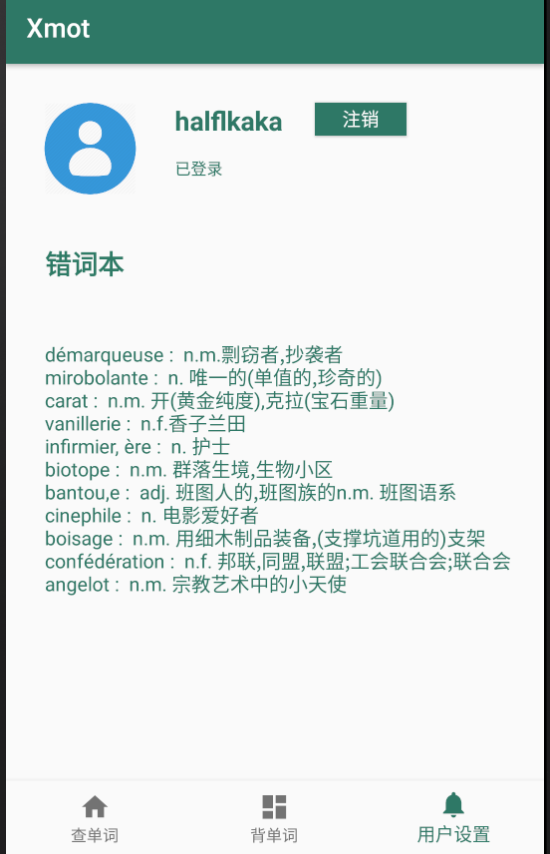 Xmot
halflkaka 注销
已登录
错词本
démarqueuse : n.m.剽窃者,抄袭者
mirobolante : n. 唯一的(单值的,珍奇的)
carat : n.m. 开(黄金纯度),克拉(宝石重量)
vanillerie : n.f.香子兰田
infirmier, ère : n. 护士
biotope : n.m. 群落生境,生物小区
bantou,e : adj. 班图人的,班图族的n.m. 班图语系
cinephile : n. 电影爱好者
boisage : n.m. 用细木制品装备,(支撑坑道用的)支架
confédération : n.f. 邦联,同盟,联盟;工会联合会;联合会
angelot : n.m. 宗教艺术中的小天使
查单词 背单词 用户设置